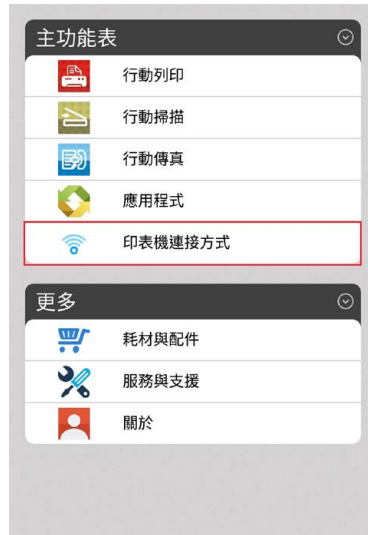 主功能表
行動列印
行動掃描
行動傳真
應用程式
印表機連接方式
更多
耗材與配件
服務與支援
關於